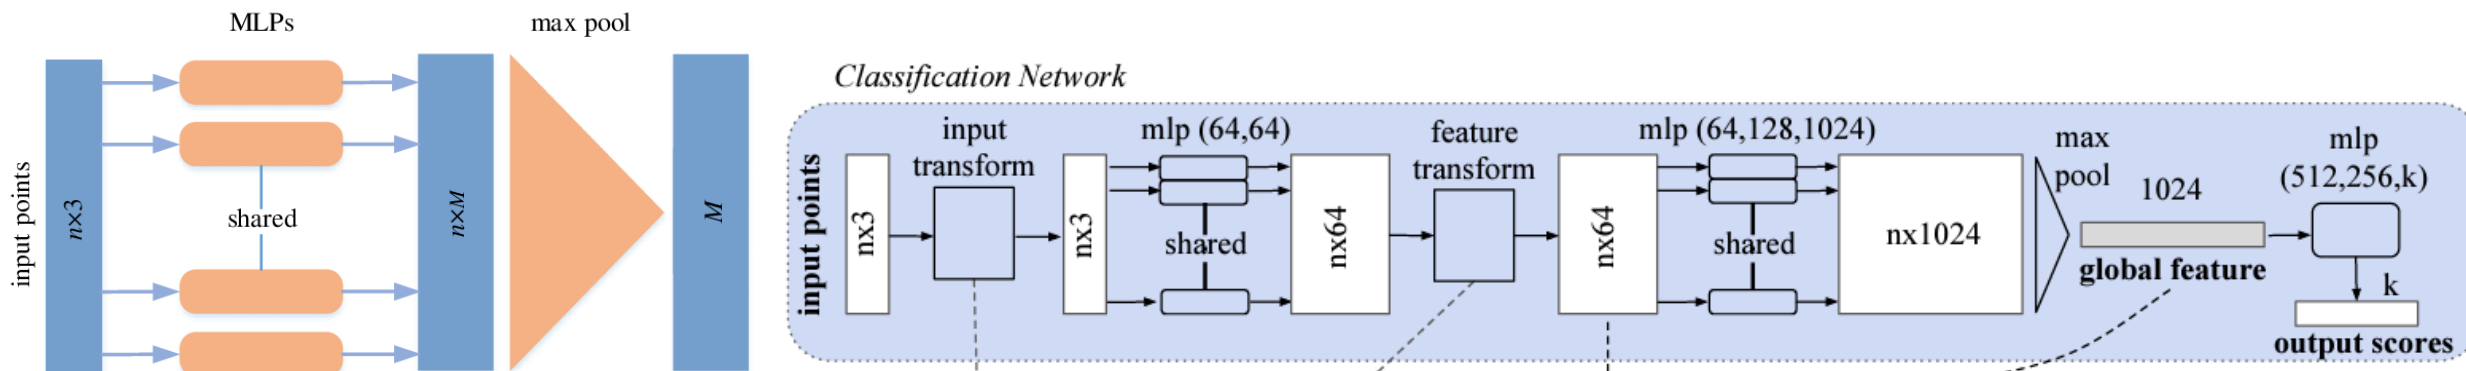 MLPs
max pool
input points
n×3
shared
n×M
M
Classification Network
input points
nx3
input
transform
nx3
mlp (64,64)
shared
nx64
feature
transform
nx64
mlp (64,128,1024)
shared
nx1024
max
pool
1024
global feature
mlp
(512,256,k)
k
output scores